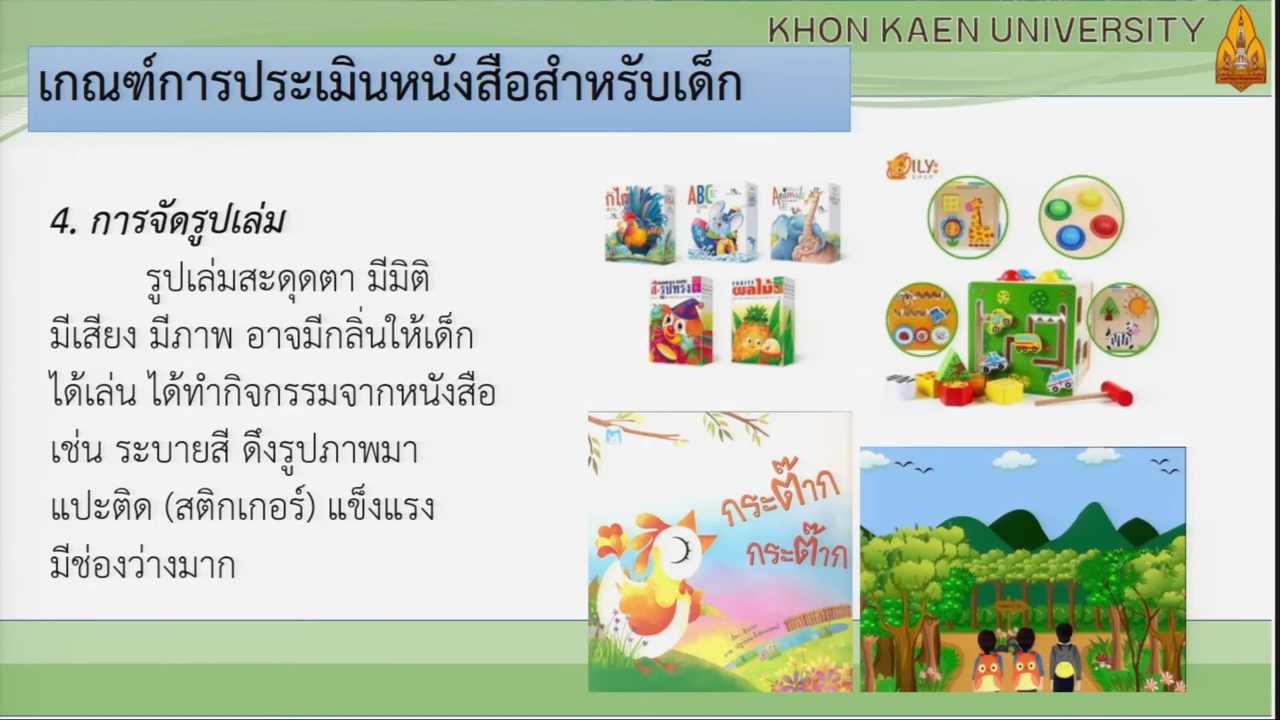 KHON KAEN UNIVERSITY
เกณฑ์การประเมินหนังสือสำหรับเด็ก
4. การจัดรูปเล่ม
รูปเล่มสะดุดตา มีมิติ
มีเสียง มีภาพ อาจมีกลิ่นให้เด็ก
ได้เล่น ได้ทำกิจกรรมจากหนังสือ
เช่น ระบายสี ดึงรูปภาพมา
แปะติด (สติกเกอร์) แข็งแรง
มีช่องว่างมาก
ABC
Animals
FRUITS
ผลไม้
กระต๊าก
กระต๊าก